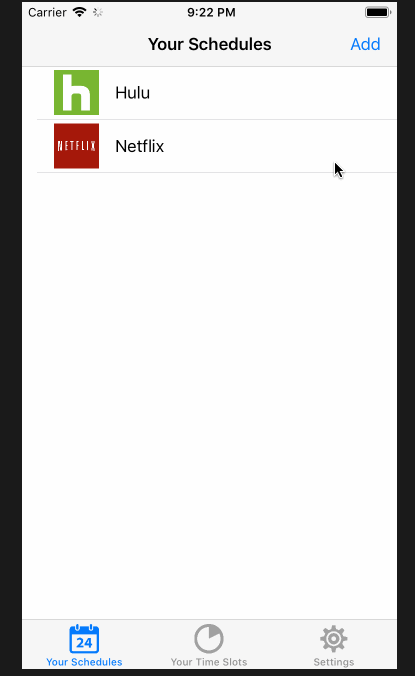 Carrier 9:22 PM
Your Schedules Add
h Hulu
NETFLIX Netflix
24
Your Schedules Your Time Slots Settings